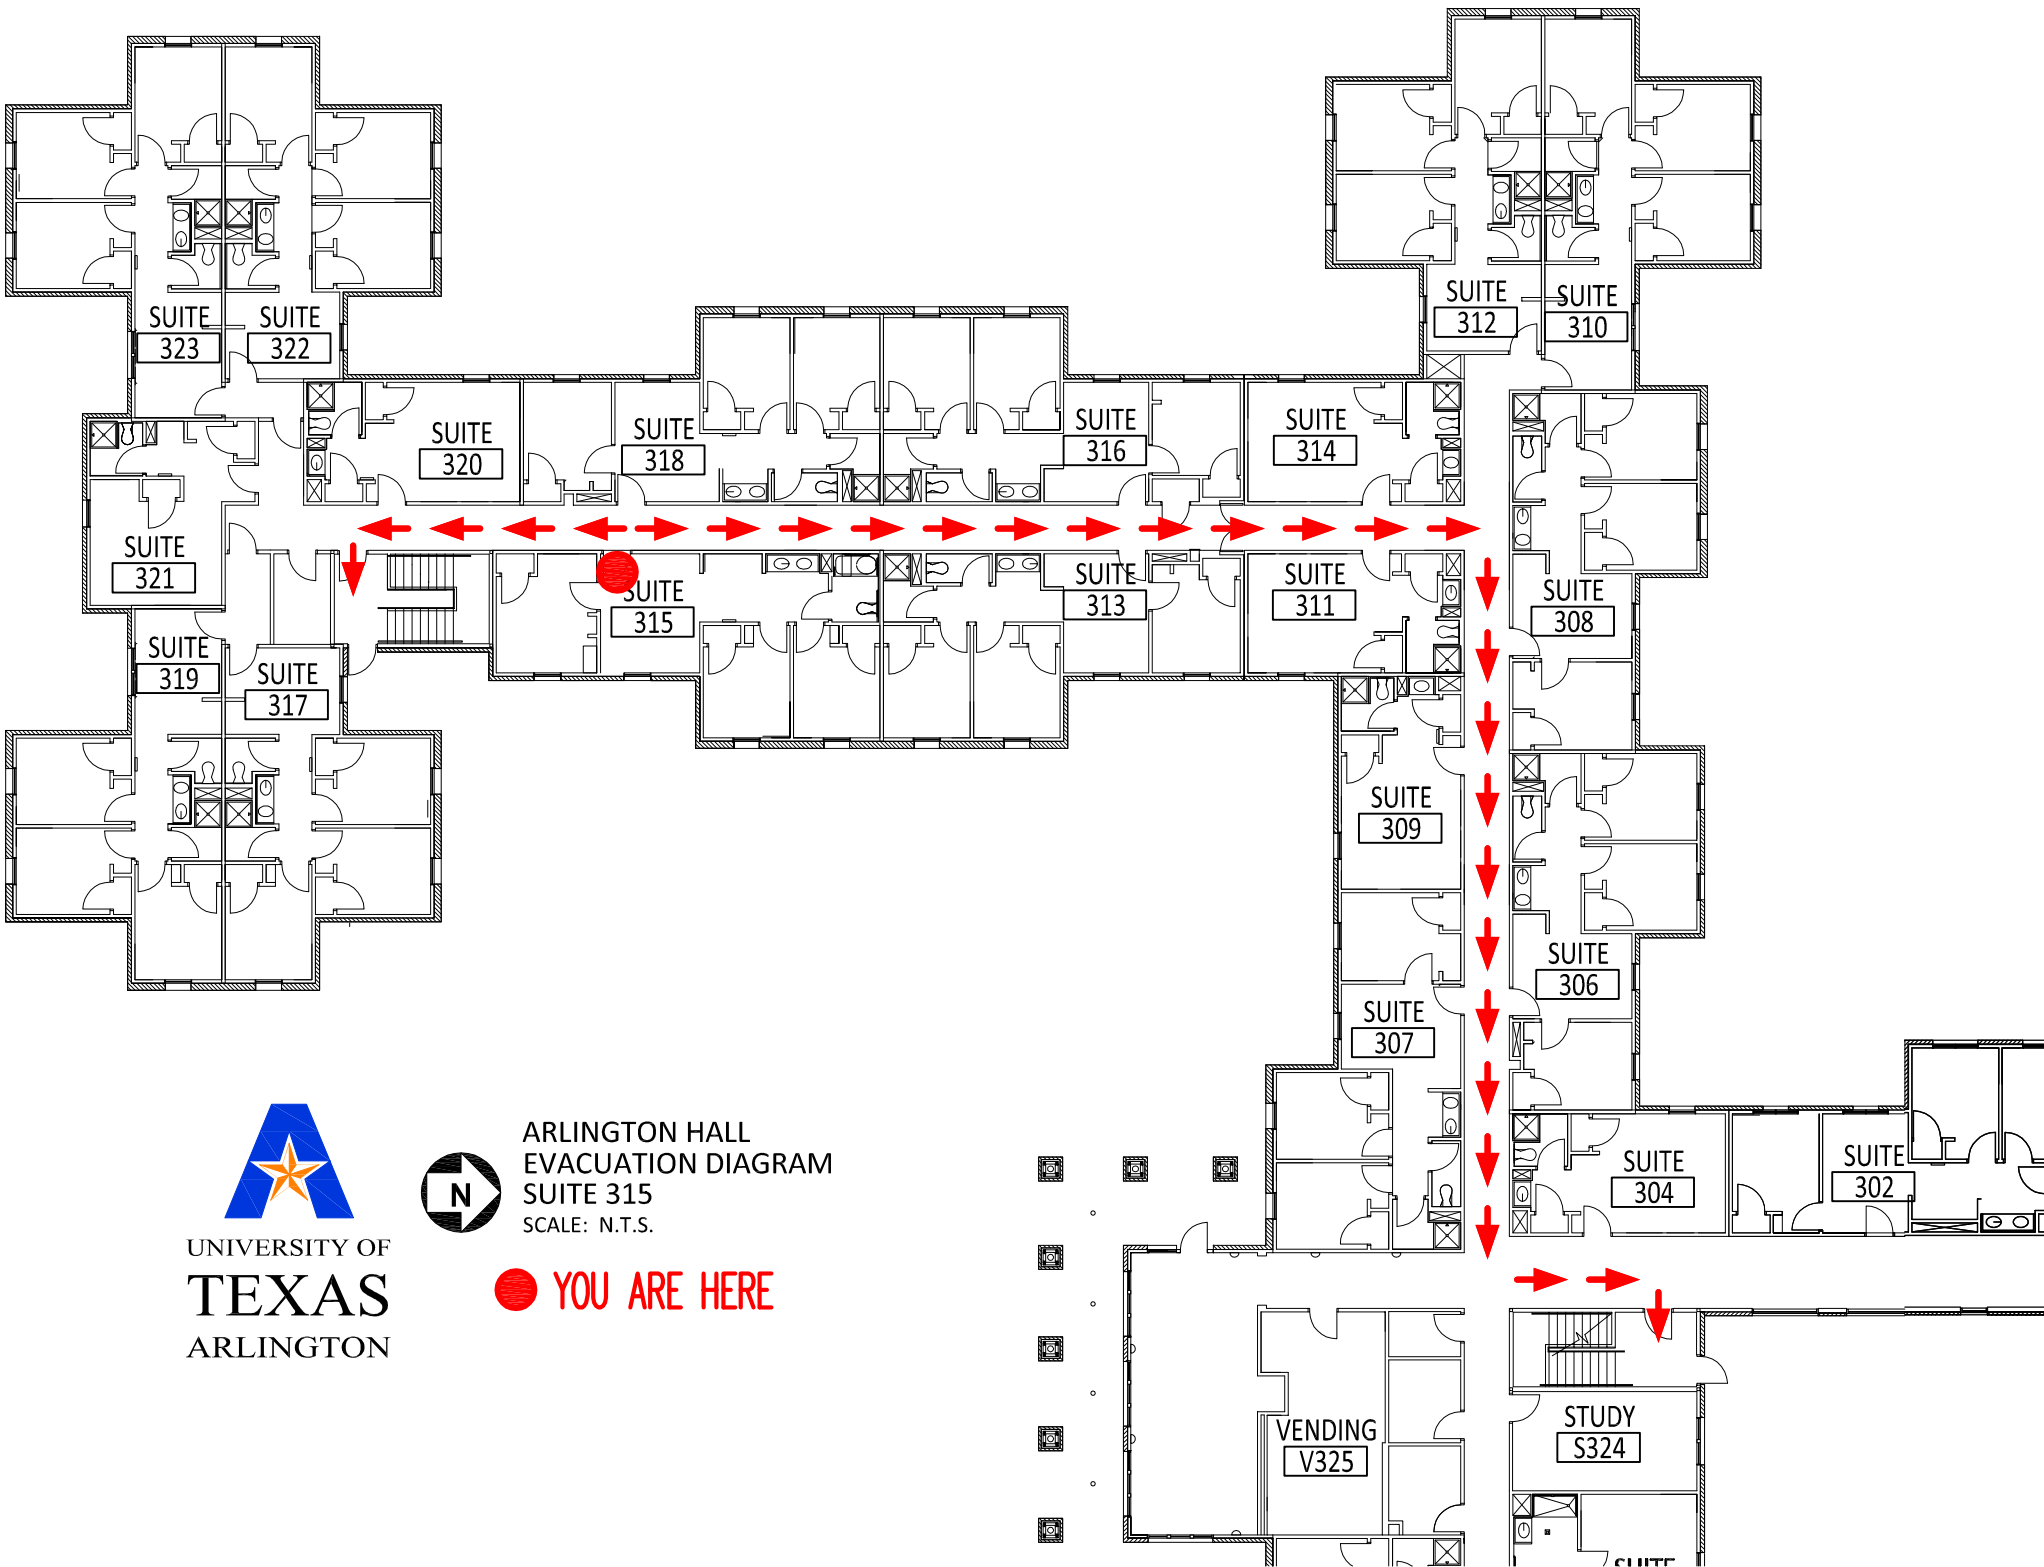 SUITE
312
SUITE
310
SUITE
323
SUITE
322
SUITE
320
SUITE
318
SUITE
316
SUITE
314
SUITE
321
SUITE
315
SUITE
313
SUITE
311
SUITE
308
SUITE
319
SUITE
317
SUITE
309
SUITE
306
SUITE
307
SUITE
304
SUITE
302
ARLINGTON HALL
EVACUATION DIAGRAM
SUITE 315
SCALE: N.T.S.
N
YOU ARE HERE
UNIVERSITY OF
TEXAS
ARLINGTON
VENDING
V325
STUDY
S324
SUITE